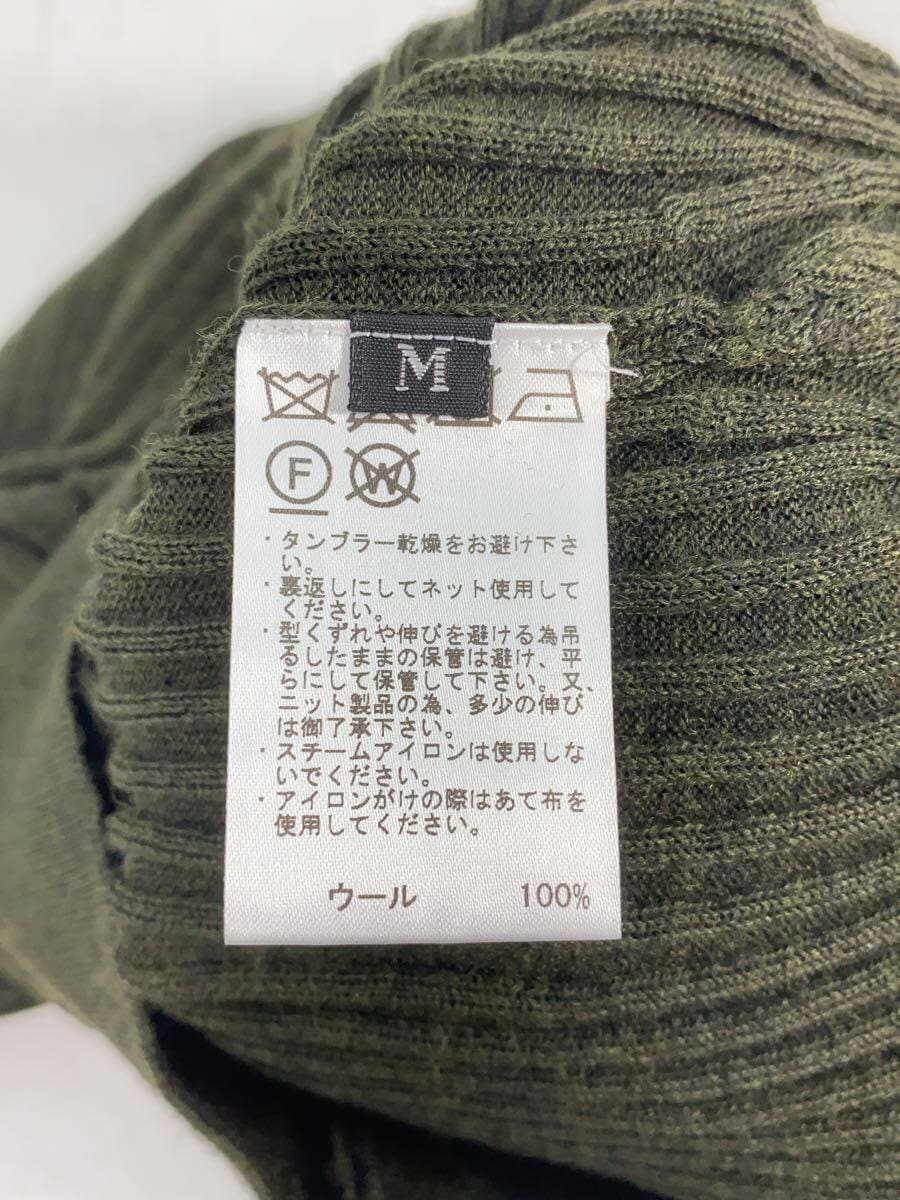 M
F
W
・タンブラー乾燥をお避け下さ
い。
・裏返しにしてネット使用して
ください。
・型くずれや伸びを避ける為吊
るしたままの保管は避け、平
らにして保管して下さい。又、
ニット製品の為、多少の伸び
は御了承下さい。
・スチームアイロンは使用しな
いでください。
・アイロンがけの際はあて布を
使用してください。
ウール 100%